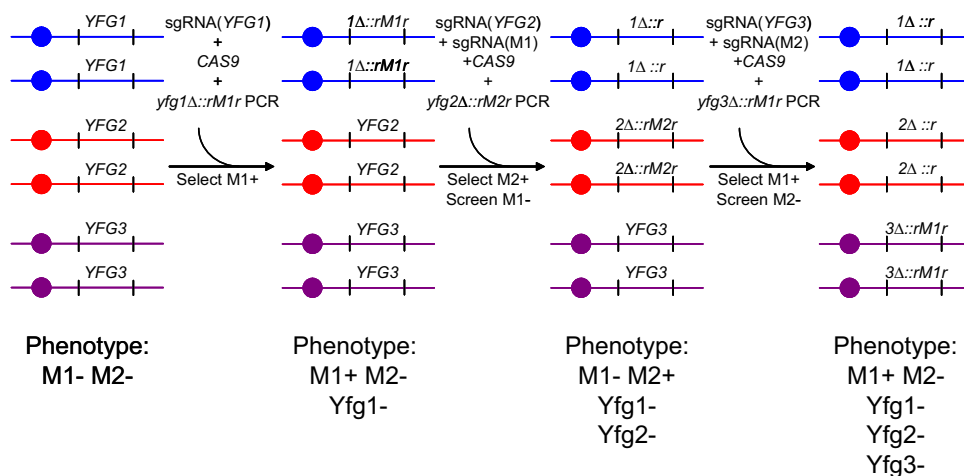 YFG1
YFG1
YFG2
YFG2
YFG3
YFG3
Phenotype:
M1- M2-
sgRNA(YFG1)
+
CAS9
+
yfg1Δ::rM1r PCR
Select M1+
1Δ::rM1r
1Δ::rM1r
YFG2
YFG2
YFG3
YFG3
Phenotype:
M1+ M2-
Yfg1-
sgRNA(YFG2)
+ sgRNA(M1)
+CAS9
+
yfg2Δ::rM2r PCR
Select M2+
Screen M1-
1Δ::r
1Δ ::r
2Δ::rM2r
2Δ::rM2r
YFG3
YFG3
Phenotype:
M1- M2+
Yfg1-
Yfg2-
sgRNA(YFG3)
+ sgRNA(M2)
+CAS9
+
yfg3Δ::rM1r PCR
Select M1+
Screen M2-
1Δ ::r
1Δ ::r
2Δ ::r
2Δ ::r
3Δ::rM1r
3Δ::rM1r
Phenotype:
M1+ M2-
Yfg1-
Yfg2-
Yfg3-